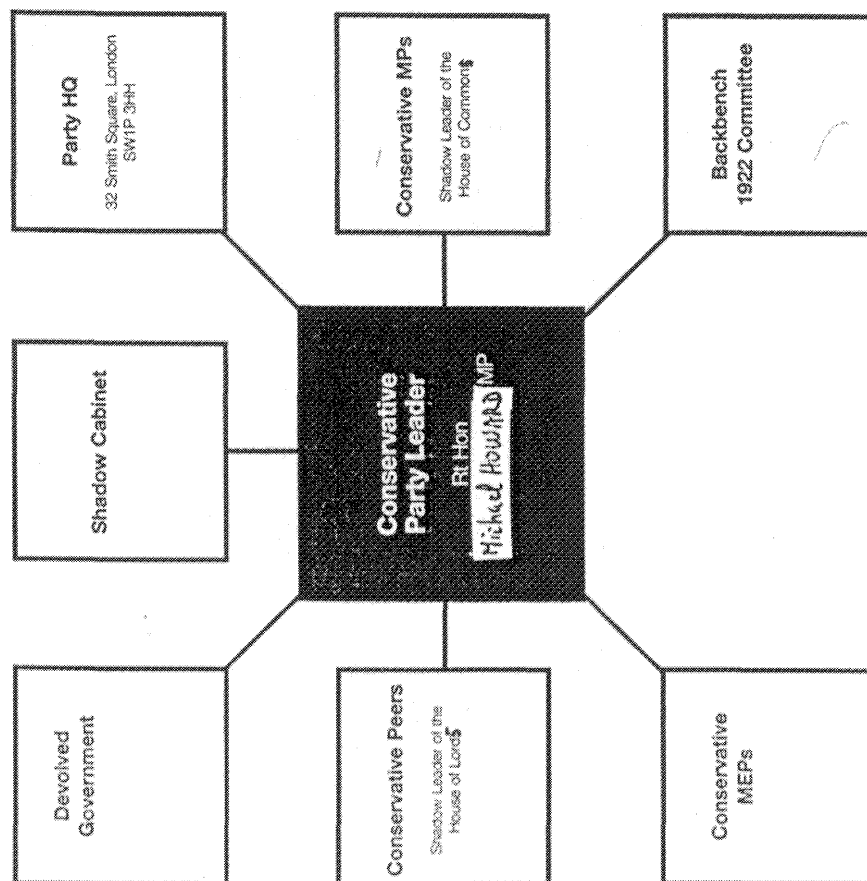 Devolved
Government
Shadow Cabinet
Party HQ
32 Smith Square, London
SW1P 3HH
Conservative Peers
Shadow Leader of the
House of Lords
Conservative
Party Leader
Rt Hon
Michael HOWARD MP
Conservative MPs
Shadow Leader of the
House of Commons
Conservative
MEPs
Backbench
1922 Committee